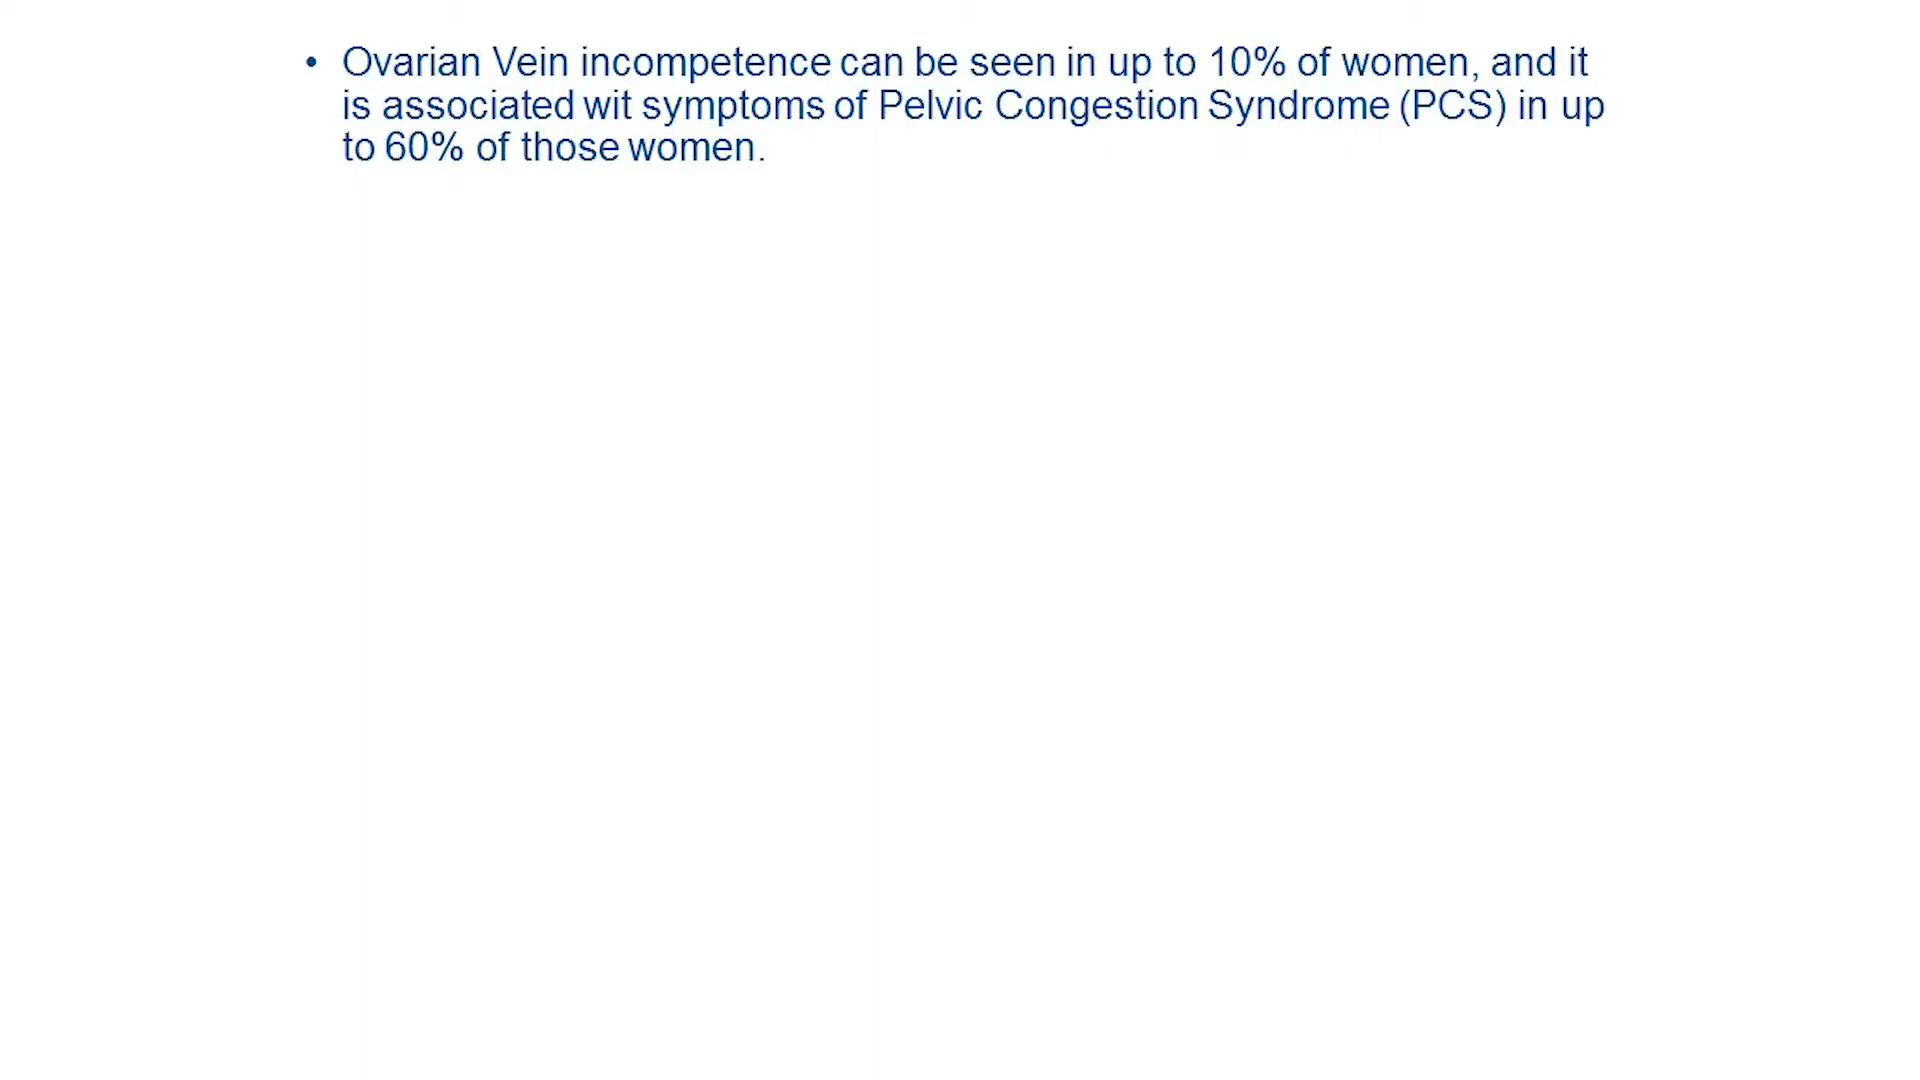 • Ovarian Vein incompetence can be seen in up to 10% of women, and it
is associated wit symptoms of Pelvic Congestion Syndrome (PCS) in up
to 60% of those women.